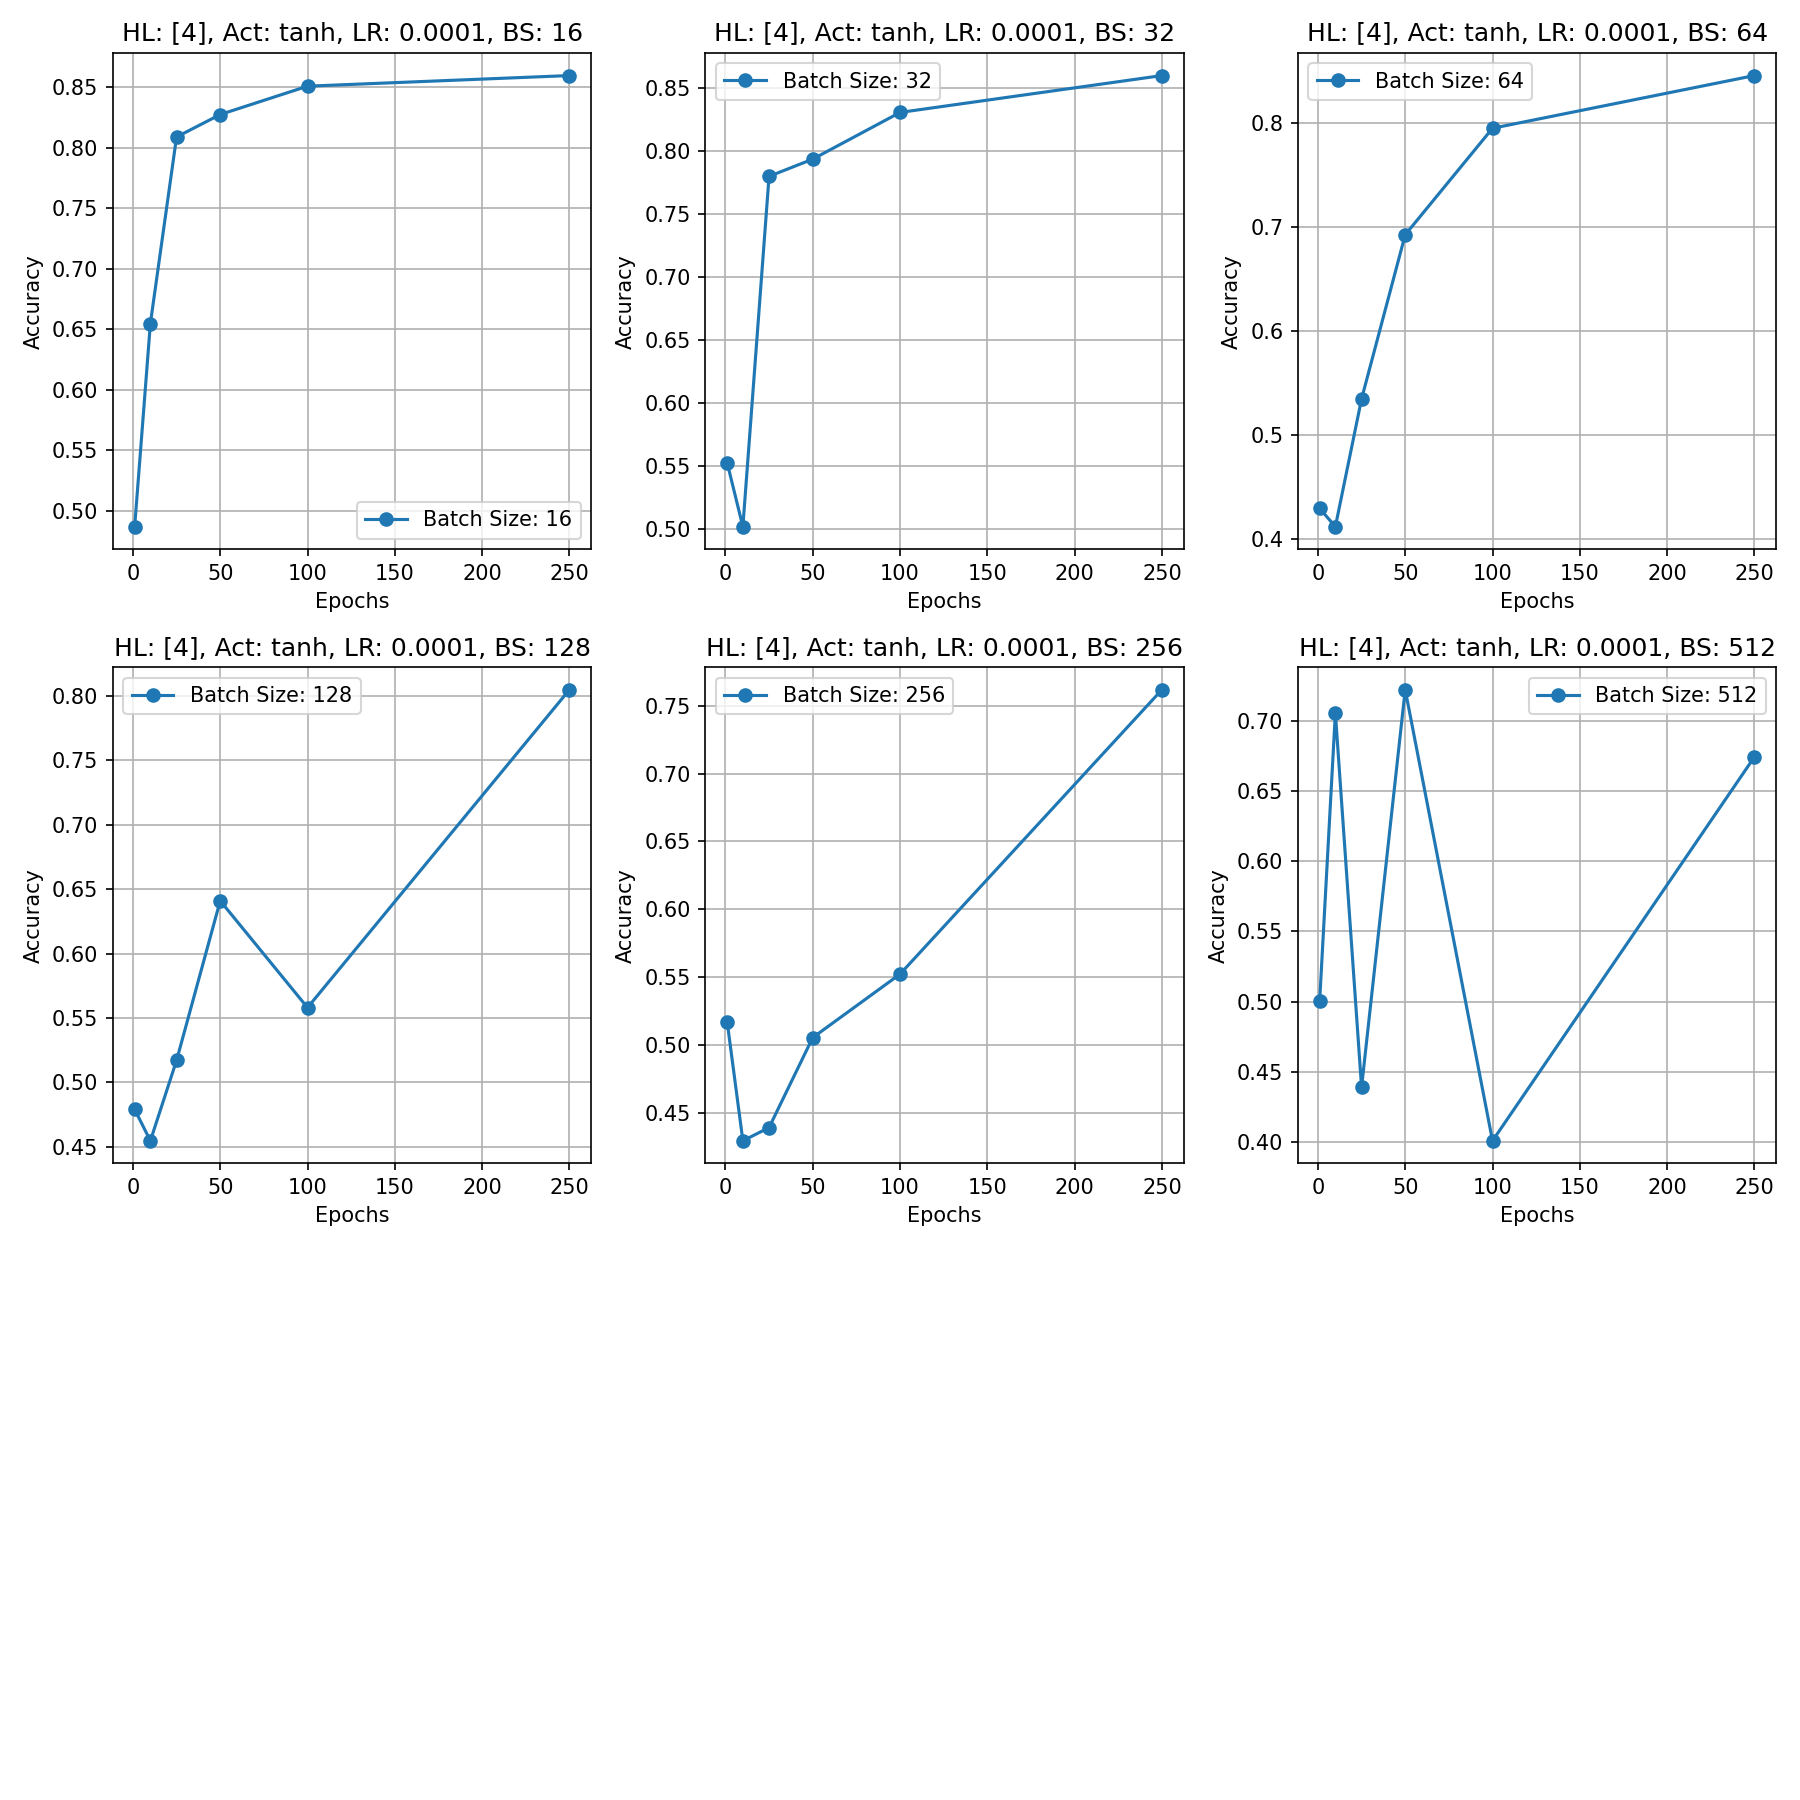 HL: [4], Act: tanh, LR: 0.0001, BS: 16
0.85
0.80
0.75
0.70
0.65
0.60
0.55
0.50
Accuracy
Batch Size: 16
0 50 100 150 200 250
Epochs
HL: [4], Act: tanh, LR: 0.0001, BS: 32
Batch Size: 32
0.85
0.80
0.75
0.70
0.65
0.60
0.55
0.50
Accuracy
0 50 100 150 200 250
Epochs
HL: [4], Act: tanh, LR: 0.0001, BS: 64
Batch Size: 64
0.8
0.7
0.6
0.5
0.4
Accuracy
0 50 100 150 200 250
Epochs
HL: [4], Act: tanh, LR: 0.0001, BS: 128
Batch Size: 128
0.80
0.75
0.70
0.65
0.60
0.55
0.50
0.45
Accuracy
0 50 100 150 200 250
Epochs
HL: [4], Act: tanh, LR: 0.0001, BS: 256
Batch Size: 256
0.75
0.70
0.65
0.60
0.55
0.50
0.45
Accuracy
0 50 100 150 200 250
Epochs
HL: [4], Act: tanh, LR: 0.0001, BS: 512
Batch Size: 512
0.70
0.65
0.60
0.55
0.50
0.45
0.40
Accuracy
0 50 100 150 200 250
Epochs